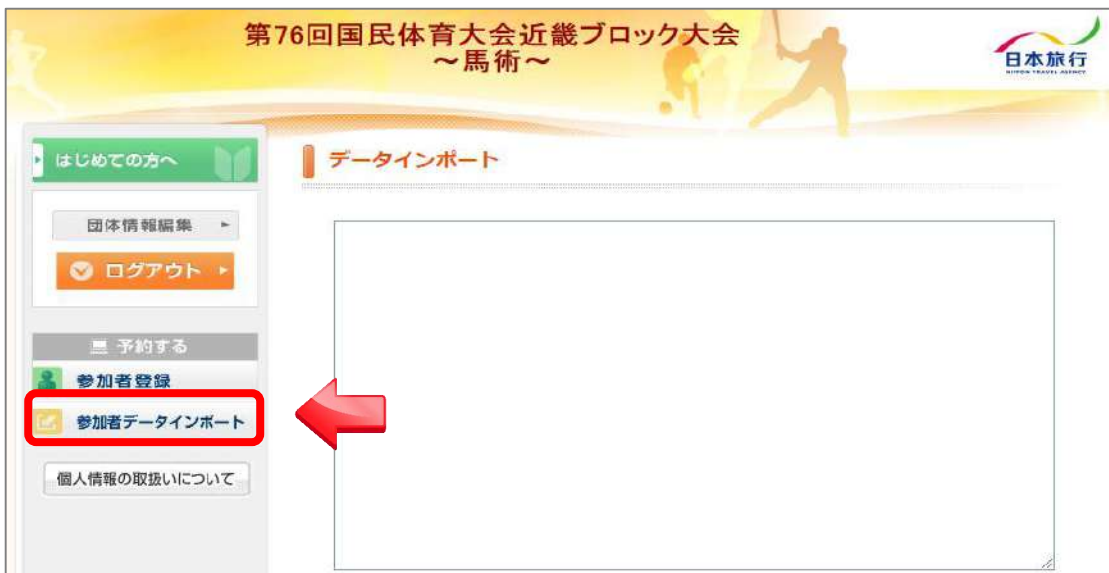 第76回国民体育大会近畿ブロック大会
～馬術～
日本旅行
NIPPON TRAVEL AGENCY
はじめての方へ
データインポート
団体情報編集
ログアウト
予約する
参加者登録
参加者データインポート
個人情報の取扱いについて